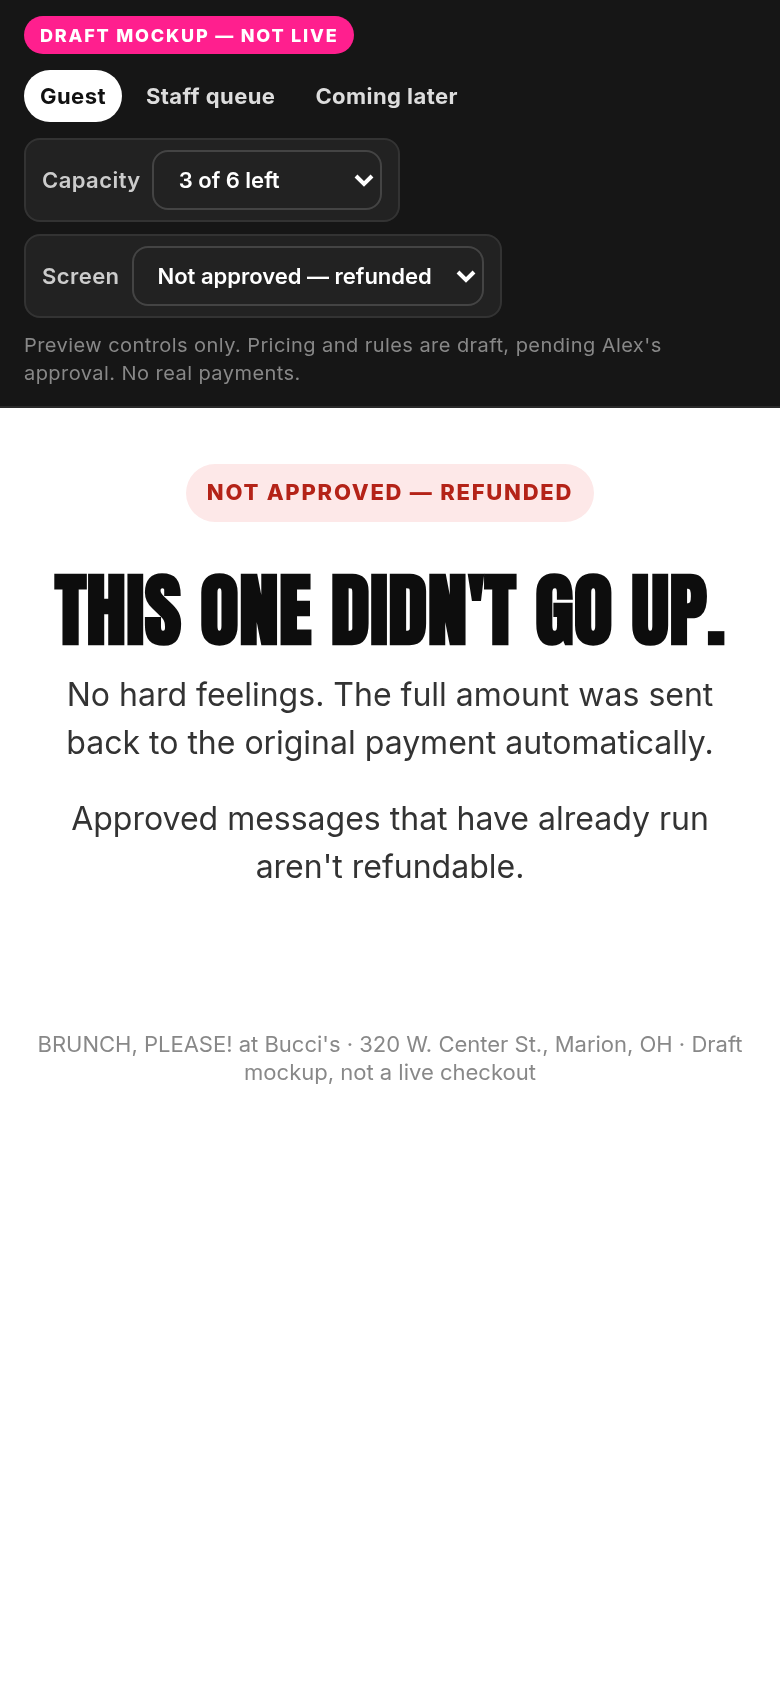 DRAFT MOCKUP — NOT LIVE
Guest Staff queue Coming later
Capacity 3 of 6 left
Screen Not approved — refunded
Preview controls only. Pricing and rules are draft, pending Alex's
approval. No real payments.
NOT APPROVED — REFUNDED
THIS ONE DIDN'T GO UP.
No hard feelings. The full amount was sent
back to the original payment automatically.
Approved messages that have already run
aren't refundable.
BRUNCH, PLEASE! at Bucci's · 320 W. Center St., Marion, OH · Draft
mockup, not a live checkout